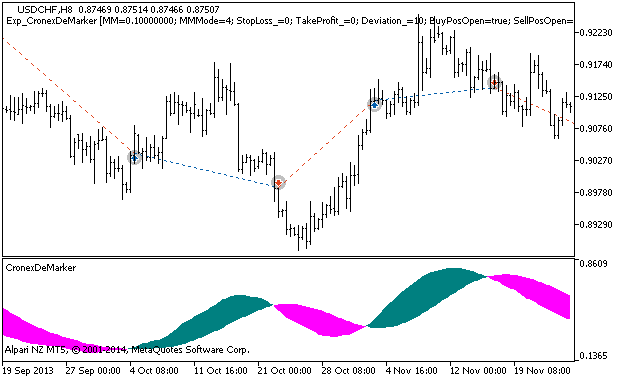 USDCHF,H8 0.87469 0.87514 0.87466 0.87507
Exp_CronexDeMarker [MM=0.10000000; MMMode=4; StopLoss_=0; TakeProfit_=0; Deviation_=10; BuyPosOpen=true; SellPosOpen=
0.92230
0.91740
0.91250
0.90760
0.90270
0.89780
0.89290
CronexDeMarker
0.8609
Alpari NZ MT5, © 2001-2014, MetaQuotes Software Corp.
0.1365
19 Sep 2013 27 Sep 00:00 4 Oct 08:00 11 Oct 16:00 21 Oct 00:00 28 Oct 08:00 4 Nov 16:00 12 Nov 00:00 19 Nov 08:00